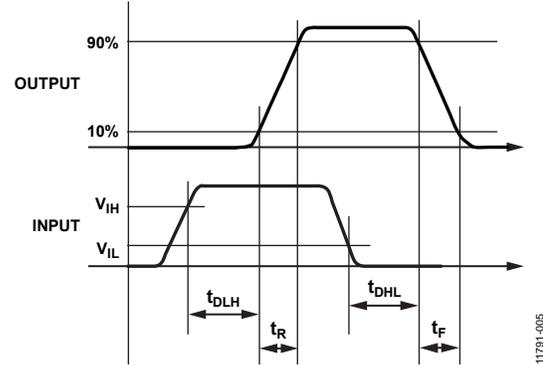 90%
OUTPUT
10%
V_IH
INPUT
V_IL
t_DLH
t_DHL
t_R
t_F
11791-005